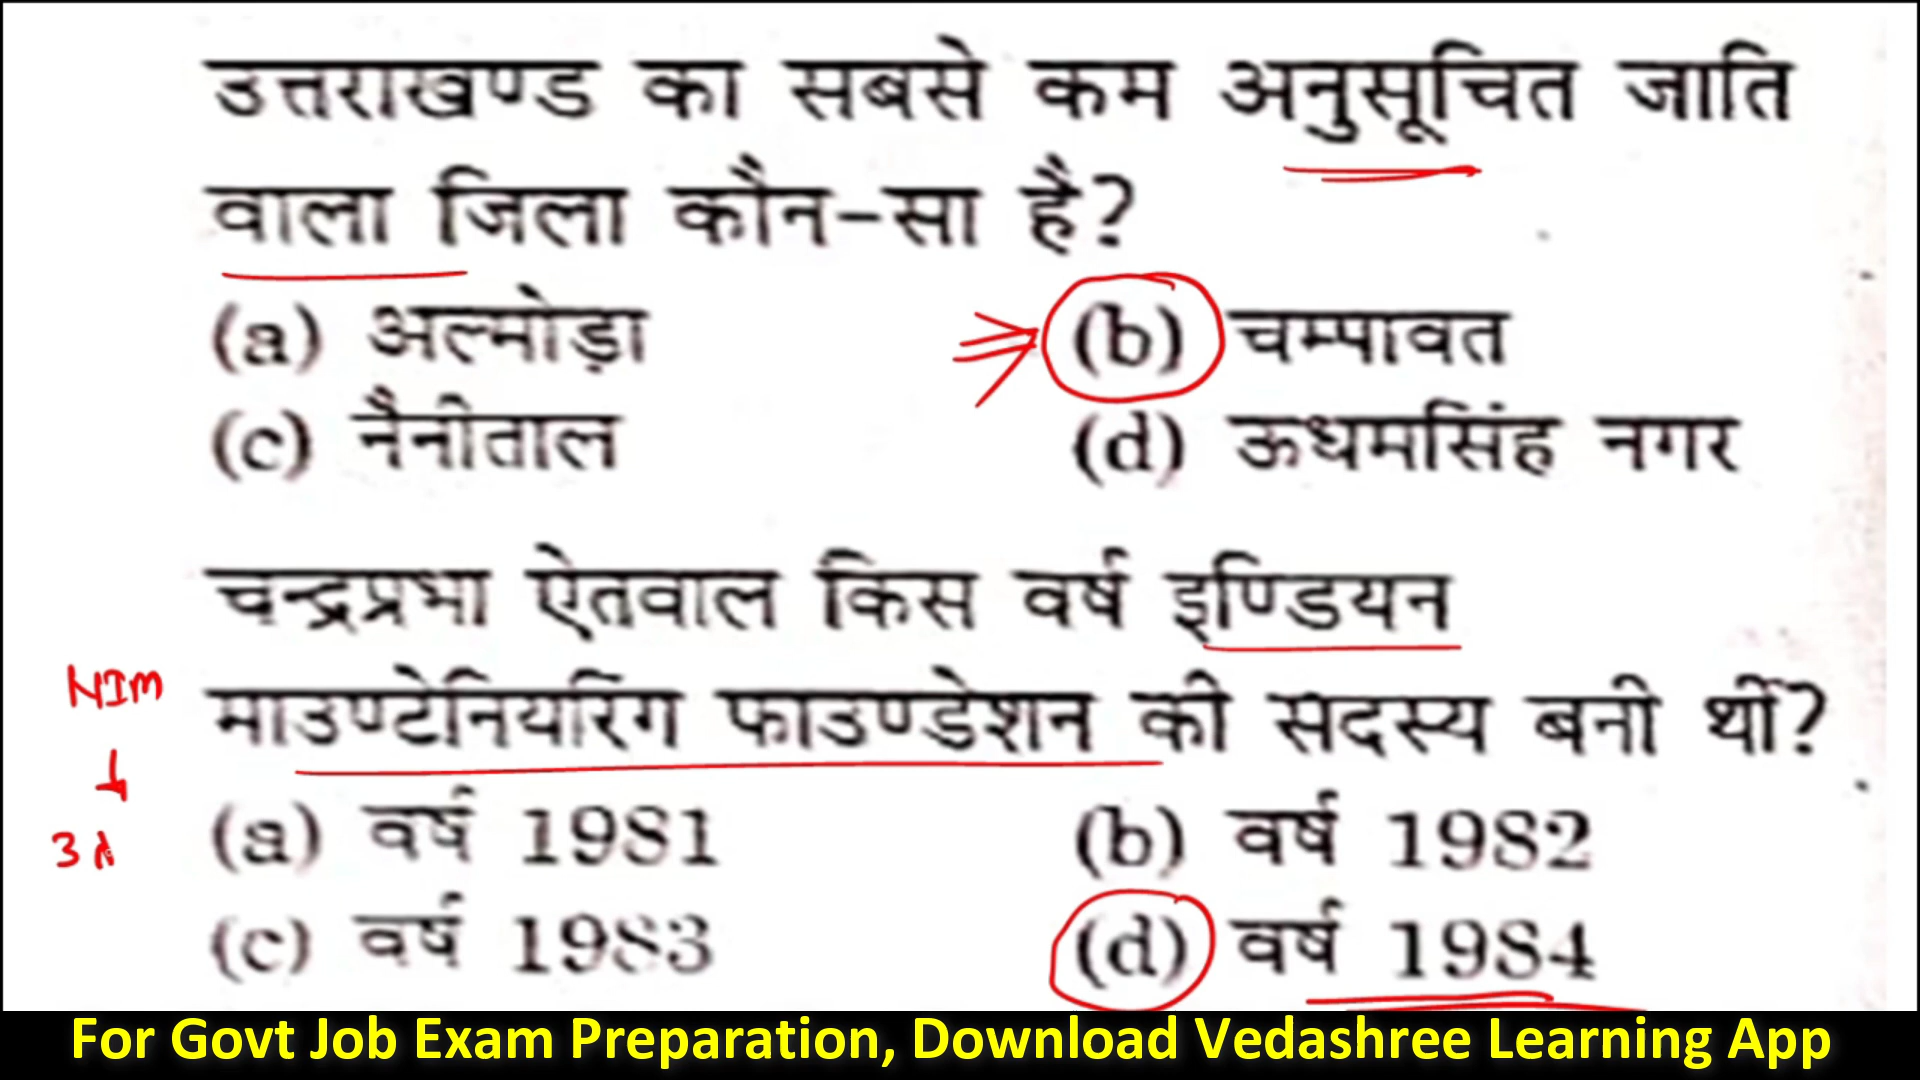 उत्तराखण्ड का सबसे कम अनुसूचित जाति
वाला जिला कौन-सा है?
(a) अल्मोड़ा (b) चम्पावत
(c) नैनीताल (d) ऊधमसिंह नगर
चन्द्रप्रभा ऐतवाल किस वर्ष इण्डियन
NIM
माउण्टेनियरिंग फाउण्डेशन की सदस्य बनी थीं?
(a) वर्ष 1981 (b) वर्ष 1982
(c) वर्ष 1983 (d) वर्ष 1984
For Govt Job Exam Preparation, Download Vedashree Learning App